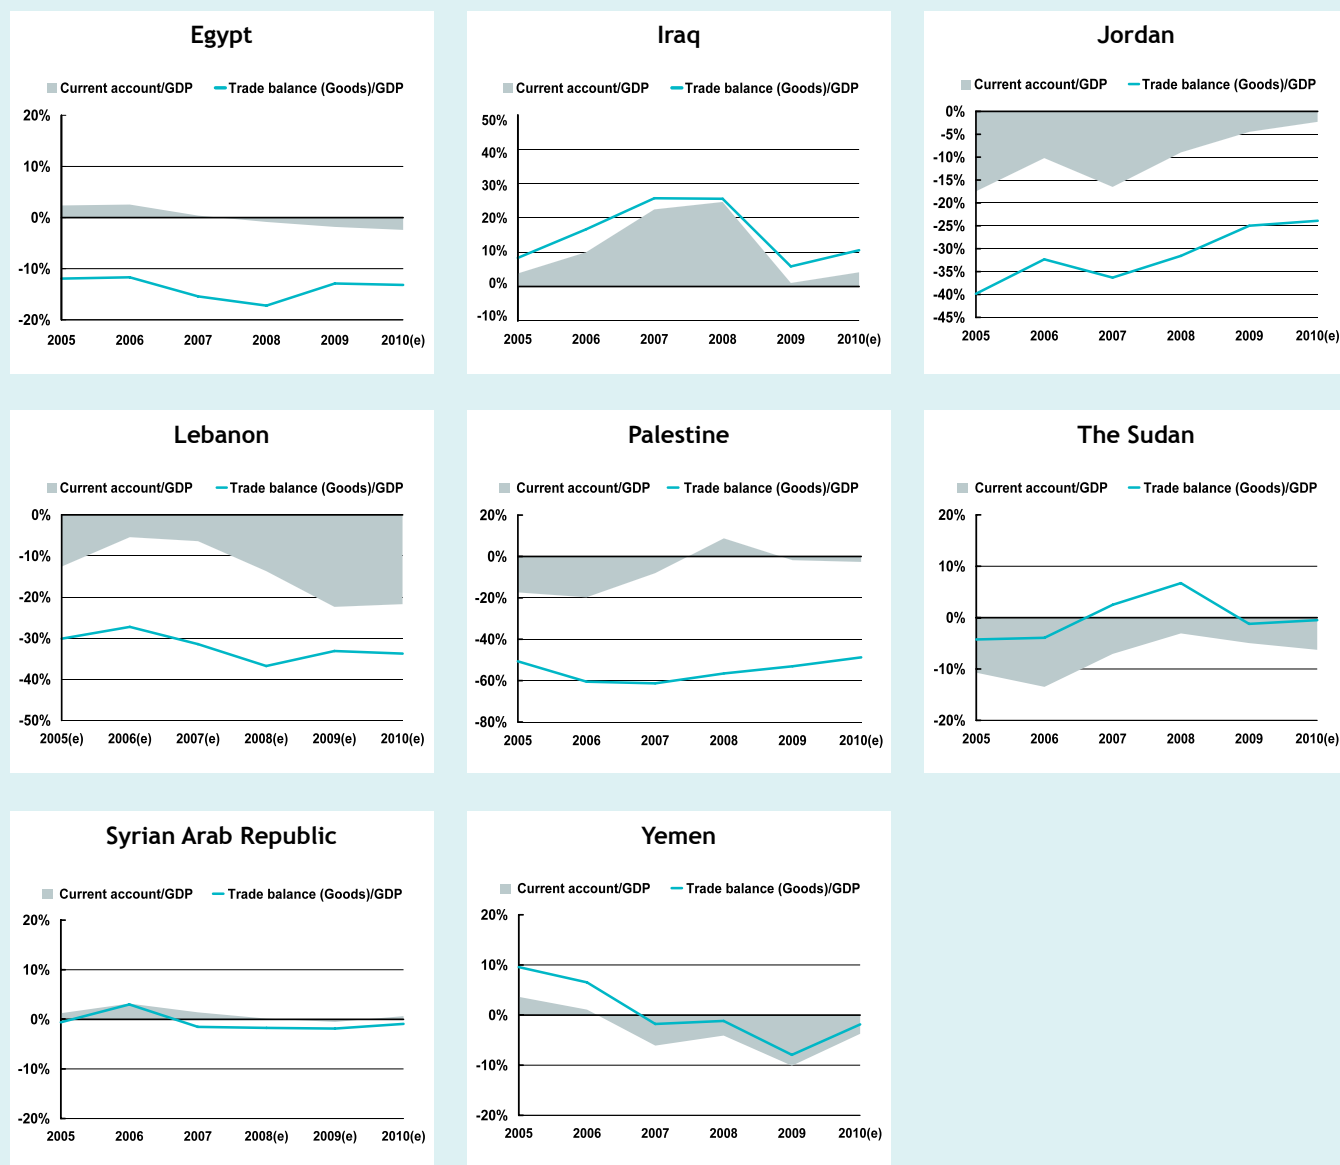 Egypt
Current account/GDP Trade balance (Goods)/GDP
20%
10%
0%
-10%
-20%
2005 2006 2007 2008 2009 2010(e)
Iraq
Current account/GDP Trade balance (Goods)/GDP
50%
40%
30%
20%
10%
0%
-10%
2005 2006 2007 2008 2009 2010(e)
Jordan
Current account/GDP Trade balance (Goods)/GDP
0%
-5%
-10%
-15%
-20%
-25%
-30%
-35%
-40%
-45%
2005 2006 2007 2008 2009 2010(e)
Lebanon
Current account/GDP Trade balance (Goods)/GDP
0%
-10%
-20%
-30%
-40%
-50%
2005(e) 2006(e) 2007(e) 2008(e) 2009(e) 2010(e)
Palestine
Current account/GDP Trade balance (Goods)/GDP
20%
0%
-20%
-40%
-60%
-80%
2005 2006 2007 2008 2009 2010(e)
The Sudan
Current account/GDP Trade balance (Goods)/GDP
20%
10%
0%
-10%
-20%
2005 2006 2007 2008 2009 2010(e)
Syrian Arab Republic
Current account/GDP Trade balance (Goods)/GDP
20%
10%
0%
-10%
-20%
2005 2006 2007 2008(e) 2009(e) 2010(e)
Yemen
Current account/GDP Trade balance (Goods)/GDP
20%
10%
0%
-10%
-20%
2005 2006 2007 2008 2009 2010(e)